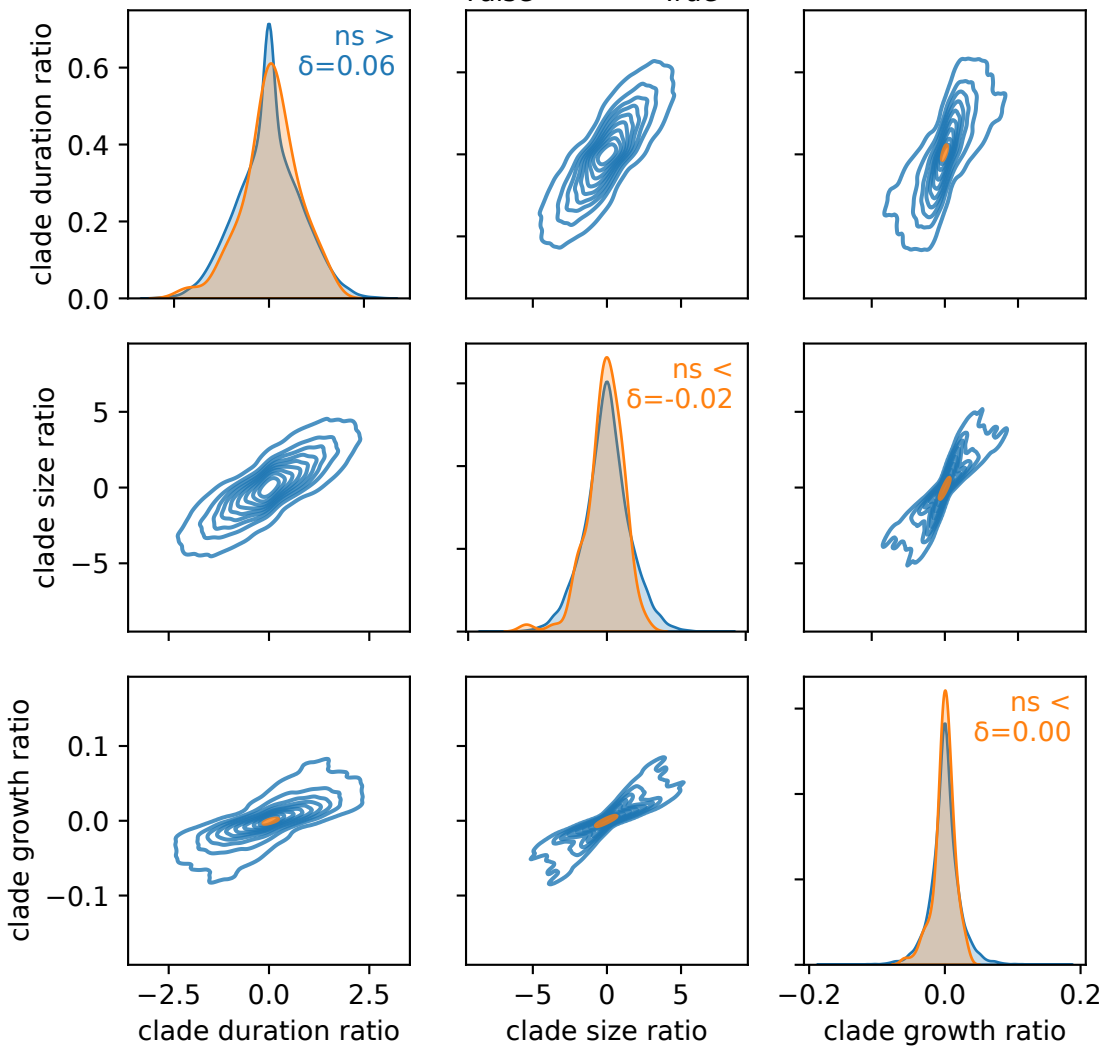 clade duration ratio
0.6
0.4
0.2
0.0
ns >
δ=0.06
clade size ratio
5
0
−5
ns <
δ=-0.02
clade growth ratio
0.1
0.0
−0.1
ns <
δ=0.00
−2.5 0.0 2.5
−5 0 5
−0.2 0.0 0.2
clade duration ratio
clade size ratio
clade growth ratio